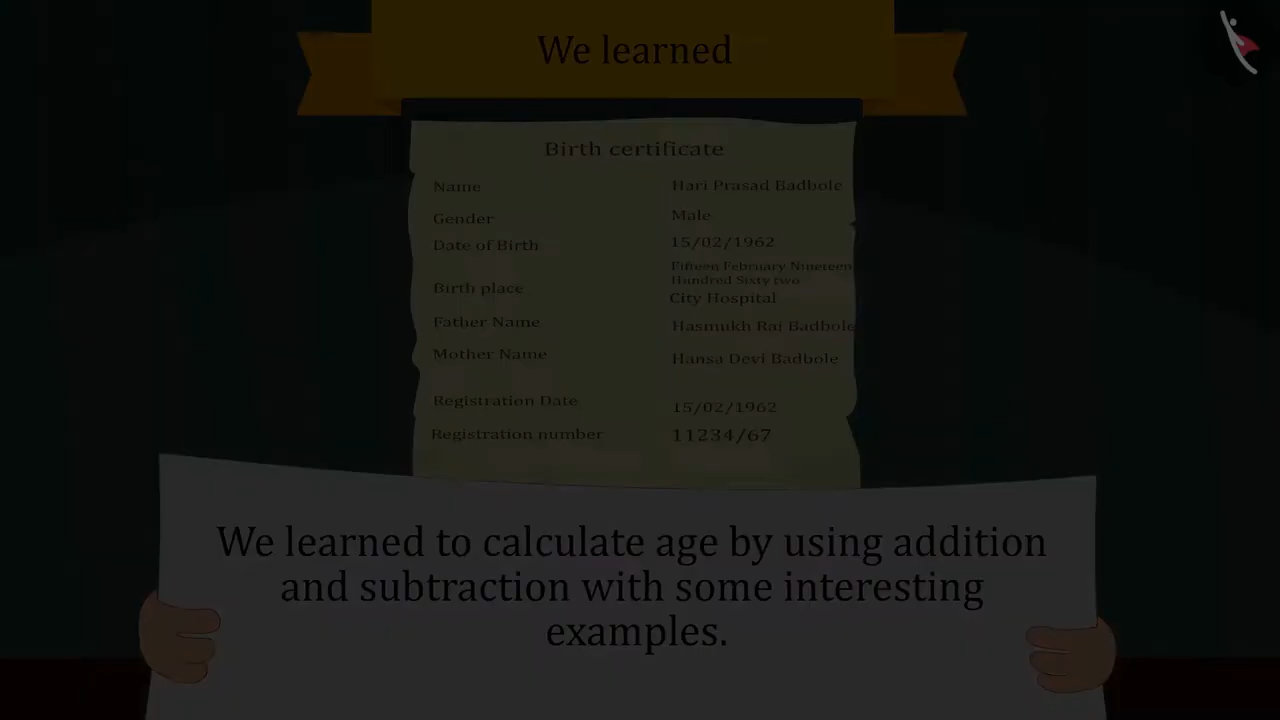 We learned
Birth certificate
Name Hari Prasad Badbole
Gender Male
Date of Birth 15/02/1962
Fifteen February Nineteen
Hundred Sixty two
Birth place City Hospital
Father Name Hasmukh Rai Badbole
Mother Name Hansa Devi Badbole
Registration Date 15/02/1962
Registration number 11234/67
We learned to calculate age by using addition
and subtraction with some interesting
examples.